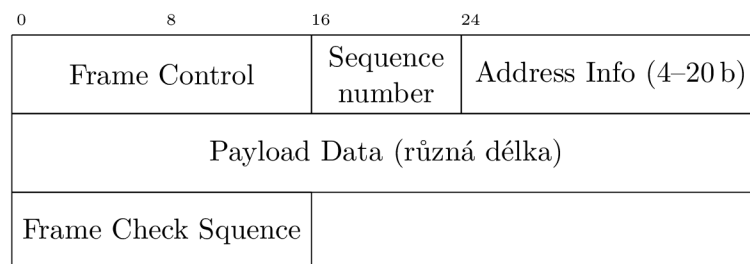 0 8 16 24
Frame Control
Sequence
number
Address Info (4–20 b)
Payload Data (různá délka)
Frame Check Squence